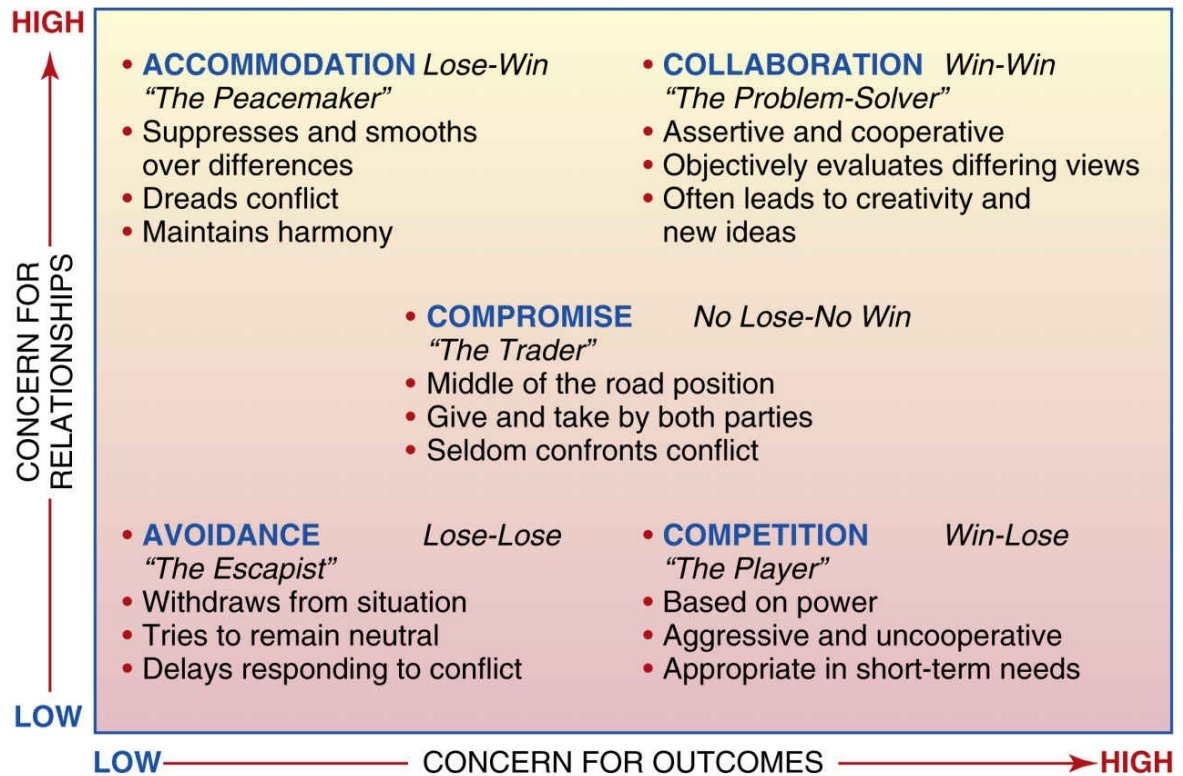 HIGH
CONCERN FOR
RELATIONSHIPS
LOW
• ACCOMMODATION Lose-Win
“The Peacemaker”
• Suppresses and smooths
over differences
• Dreads conflict
• Maintains harmony
• COLLABORATION Win-Win
“The Problem-Solver”
• Assertive and cooperative
• Objectively evaluates differing views
• Often leads to creativity and
new ideas
• COMPROMISE No Lose-No Win
“The Trader”
• Middle of the road position
• Give and take by both parties
• Seldom confronts conflict
• AVOIDANCE Lose-Lose
“The Escapist”
• Withdraws from situation
• Tries to remain neutral
• Delays responding to conflict
• COMPETITION Win-Lose
“The Player”
• Based on power
• Aggressive and uncooperative
• Appropriate in short-term needs
LOW CONCERN FOR OUTCOMES HIGH